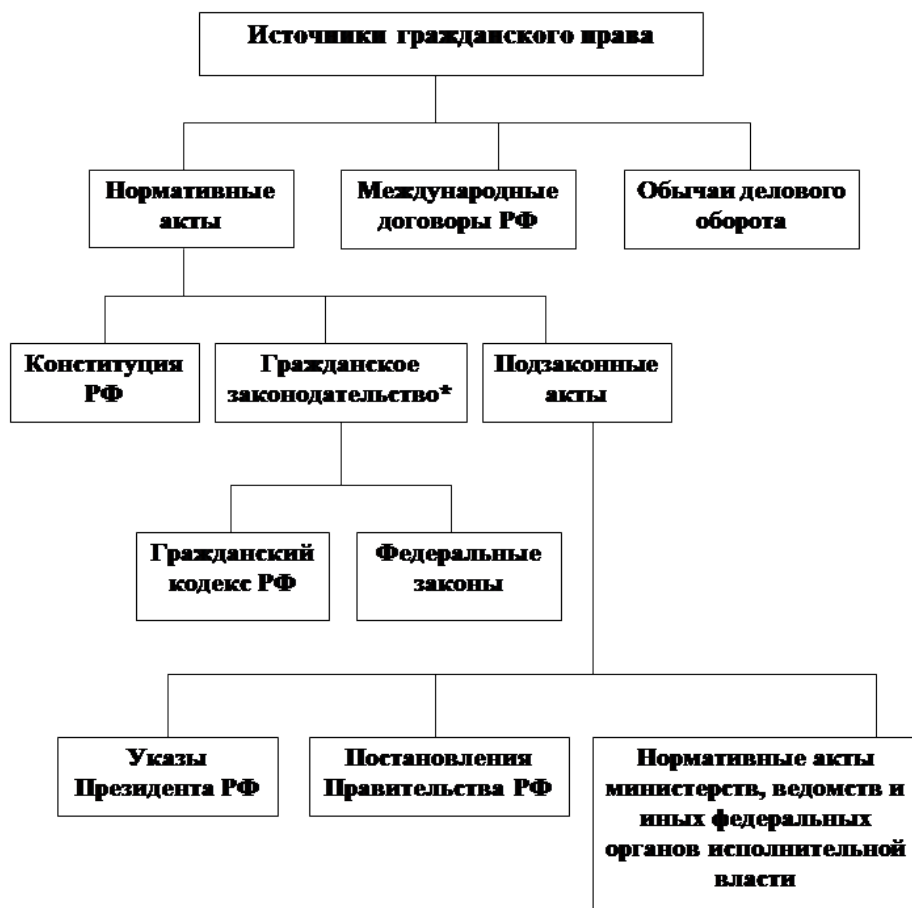 Источники гражданского права
Нормативные
акты
Международные
договоры РФ
Обычаи делового
оборота
Конституция
РФ
Гражданское
законодательство*
Подзаконные
акты
Гражданский
кодекс РФ
Федеральные
законы
Указы
Президента РФ
Постановления
Правительства РФ
Нормативные акты
министерств, ведомств и
иных федеральных
органов исполнительной
власти